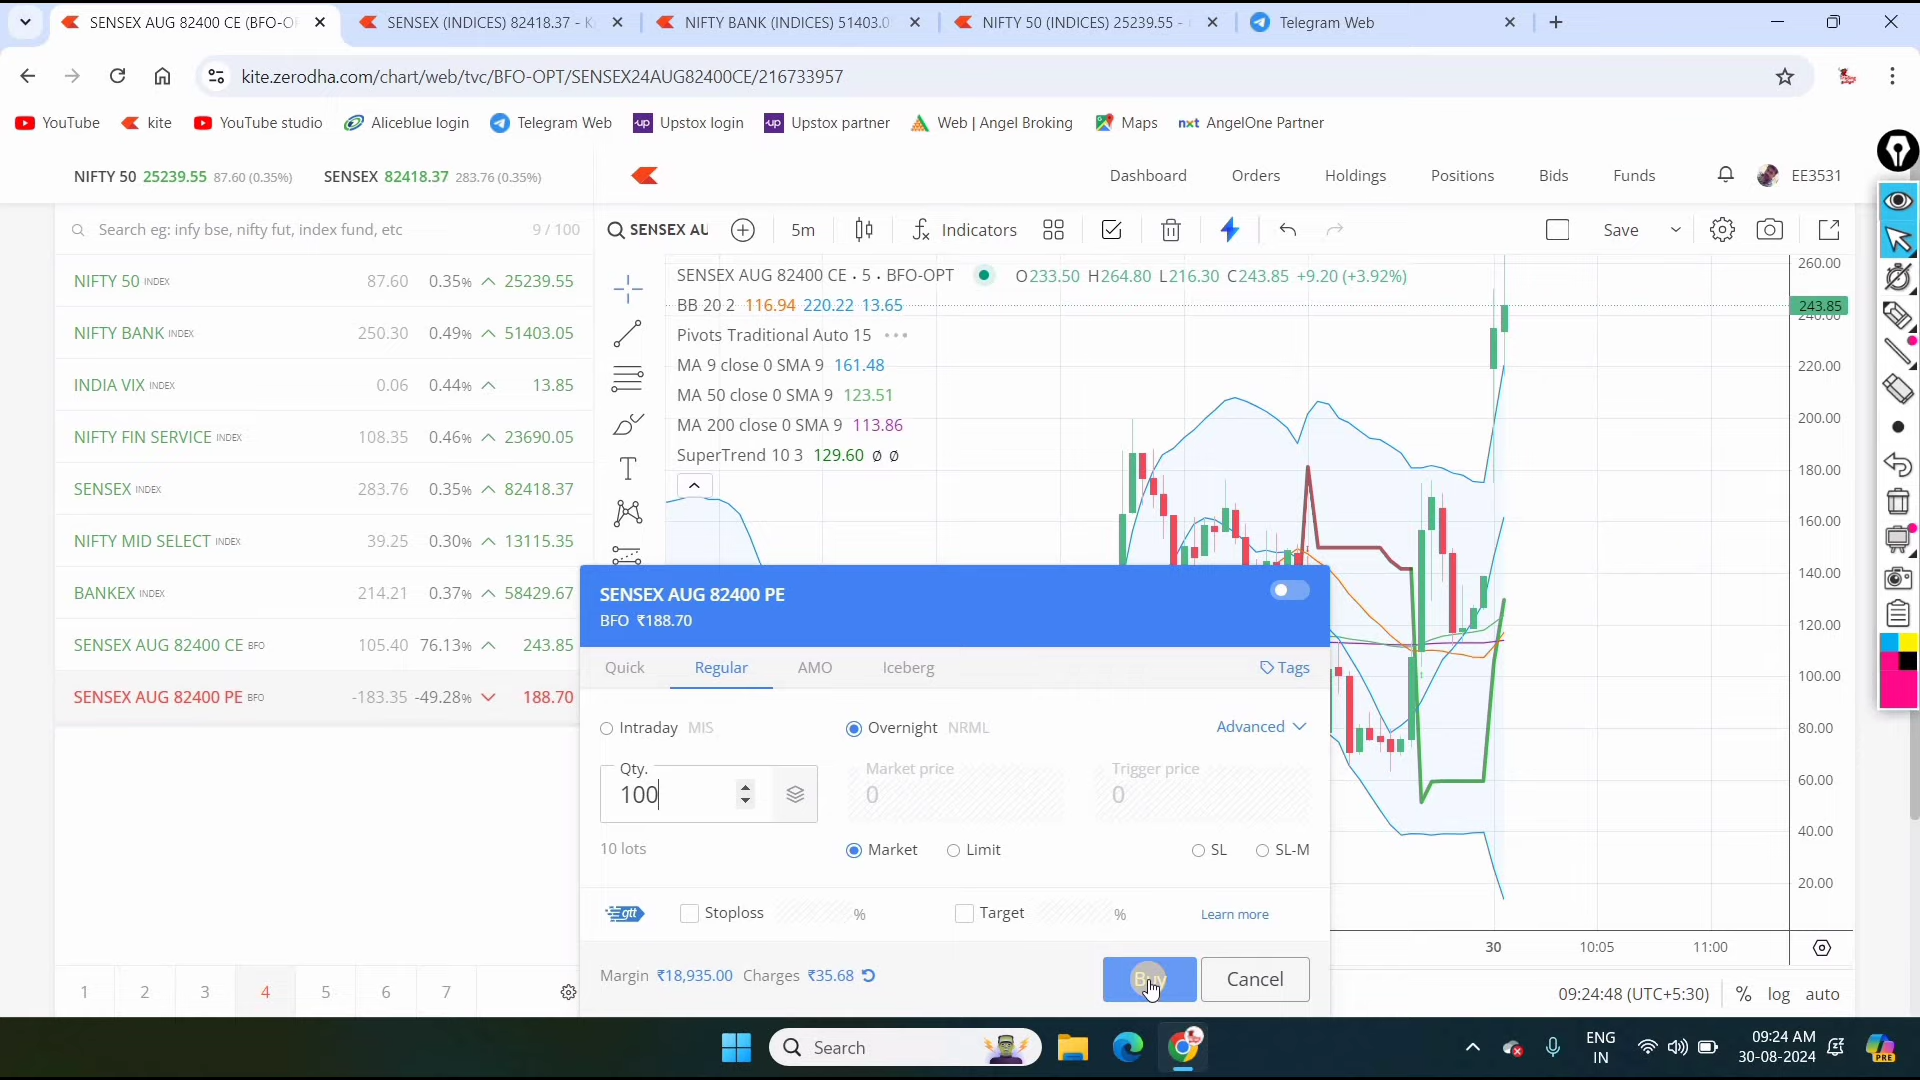 SENSEX AUG 82400 CE (BFO-O
SENSEX (INDICES) 82418.37 - K
NIFTY BANK (INDICES) 51403.0
NIFTY 50 (INDICES) 25239.55 -
Telegram Web
kite.zerodha.com/chart/web/tvc/BFO-OPT/SENSEX24AUG82400CE/216733957
YouTube
kite
YouTube studio
Aliceblue login
Telegram Web
up Upstox login
up Upstox partner
Web | Angel Broking
Maps
nxt AngelOne Partner
NIFTY 50 25239.55 87.60 (0.35%)
SENSEX 82418.37 283.76 (0.35%)
Dashboard
Orders
Holdings
Positions
Bids
Funds
EE3531
Search eg: infy bse, nifty fut, index fund, etc
9 / 100
NIFTY 50 INDEX 87.60 0.35% 25239.55
NIFTY BANK INDEX 250.30 0.49% 51403.05
INDIA VIX INDEX 0.06 0.44% 13.85
NIFTY FIN SERVICE INDEX 108.35 0.46% 23690.05
SENSEX INDEX 283.76 0.35% 82418.37
NIFTY MID SELECT INDEX 39.25 0.30% 13115.35
BANKEX INDEX 214.21 0.37% 58429.67
SENSEX AUG 82400 CE BFO 105.40 76.13% 243.85
SENSEX AUG 82400 PE BFO -183.35 -49.28% 188.70
1 2 3 4 5 6 7
SENSEX AU
5m
Indicators
Save
SENSEX AUG 82400 CE · 5 · BFO-OPT O233.50 H264.80 L216.30 C243.85 +9.20 (+3.92%)
BB 20 2 116.94 220.22 13.65
Pivots Traditional Auto 15
MA 9 close 0 SMA 9 161.48
MA 50 close 0 SMA 9 123.51
MA 200 close 0 SMA 9 113.86
SuperTrend 10 3 129.60 ∅ ∅
260.00
243.85
240.00
220.00
200.00
180.00
160.00
140.00
120.00
100.00
80.00
60.00
40.00
20.00
30
10:05
11:00
09:24:48 (UTC+5:30)
%
log
auto
SENSEX AUG 82400 PE
BFO ₹188.70
Quick
Regular
AMO
Iceberg
Tags
Intraday MIS
Overnight NRML
Advanced
Qty.
100
Market price
0
Trigger price
0
10 lots
Market
Limit
SL
SL-M
gtt
Stoploss %
Target %
Learn more
Margin ₹18,935.00 Charges ₹35.68
Buy
Cancel
Search
ENG
IN
09:24 AM
30-08-2024
PRE